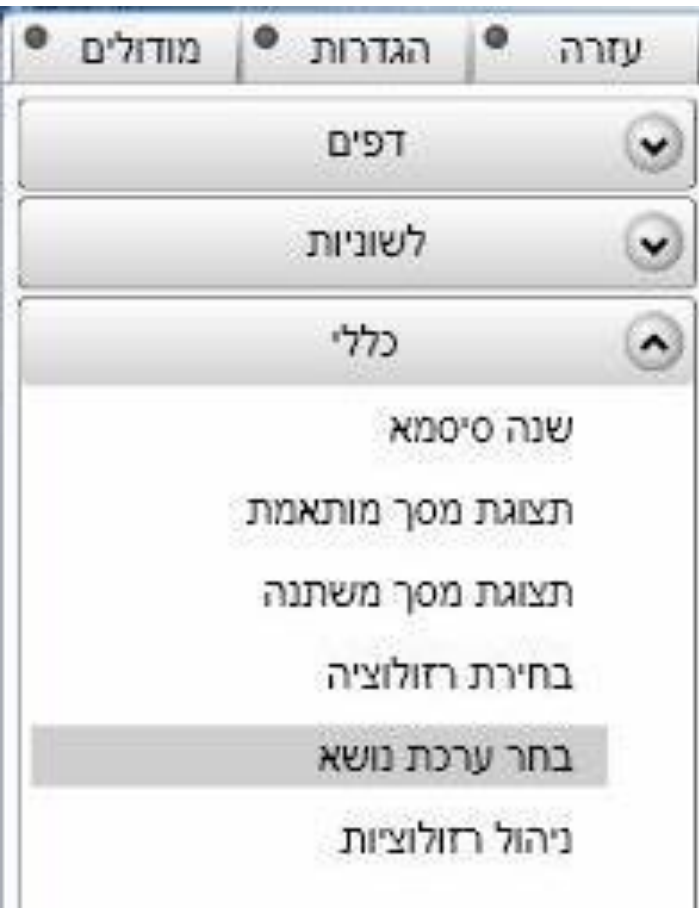 עזרה הגדרות מודולים
דפים
לשוניות
כללי
שנה סיסמא
תצוגת מסך מותאמת
תצוגת מסך משתנה
בחירת רזולוציה
בחר ערכת נושא
ניהול רזולוציות